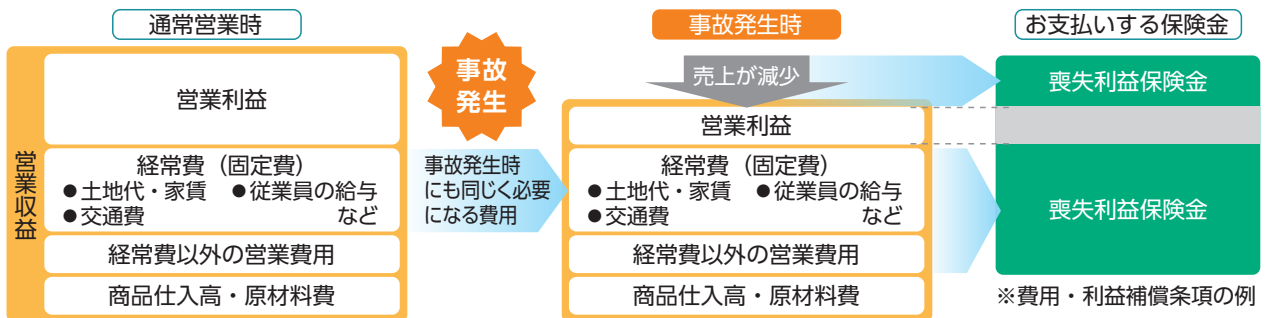 通常営業時
営業収益
営業利益
経常費（固定費）
●土地代・家賃 ●従業員の給与
●交通費 など
経常費以外の営業費用
商品仕入高・原材料費
事故
発生
事故発生時
にも同じく必要
になる費用
事故発生時
売上が減少
営業利益
経常費（固定費）
●土地代・家賃 ●従業員の給与
●交通費 など
経常費以外の営業費用
商品仕入高・原材料費
お支払いする保険金
喪失利益保険金
喪失利益保険金
※費用・利益補償条項の例